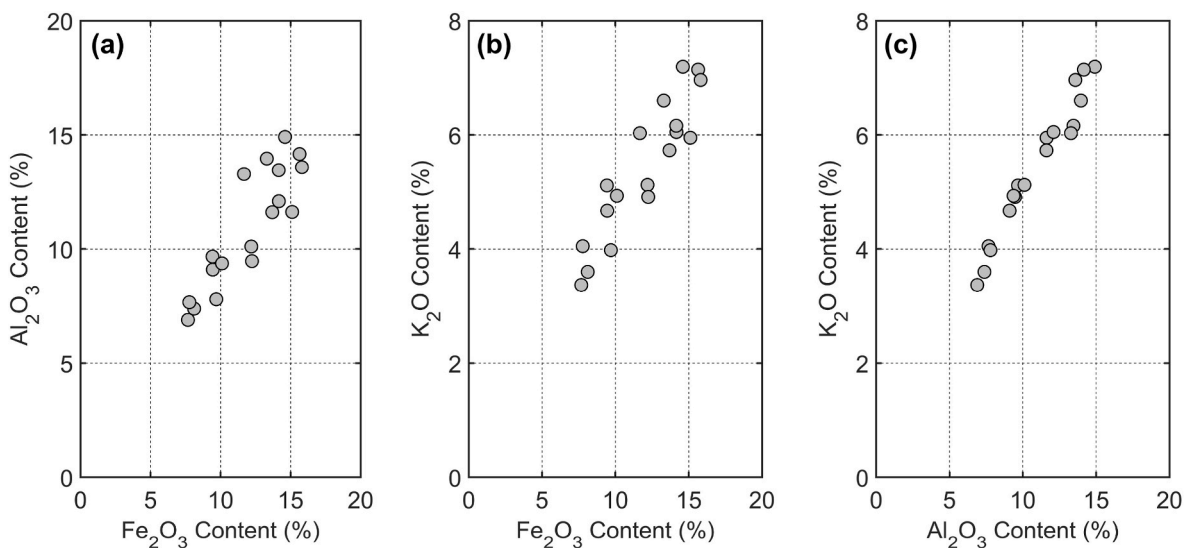 (a)
20
15
10
5
0
0 5 10 15 20
Al₂O₃ Content (%)
Fe₂O₃ Content (%)
(b)
8
6
4
2
0
0 5 10 15 20
K₂O Content (%)
Fe₂O₃ Content (%)
(c)
8
6
4
2
0
0 5 10 15 20
K₂O Content (%)
Al₂O₃ Content (%)